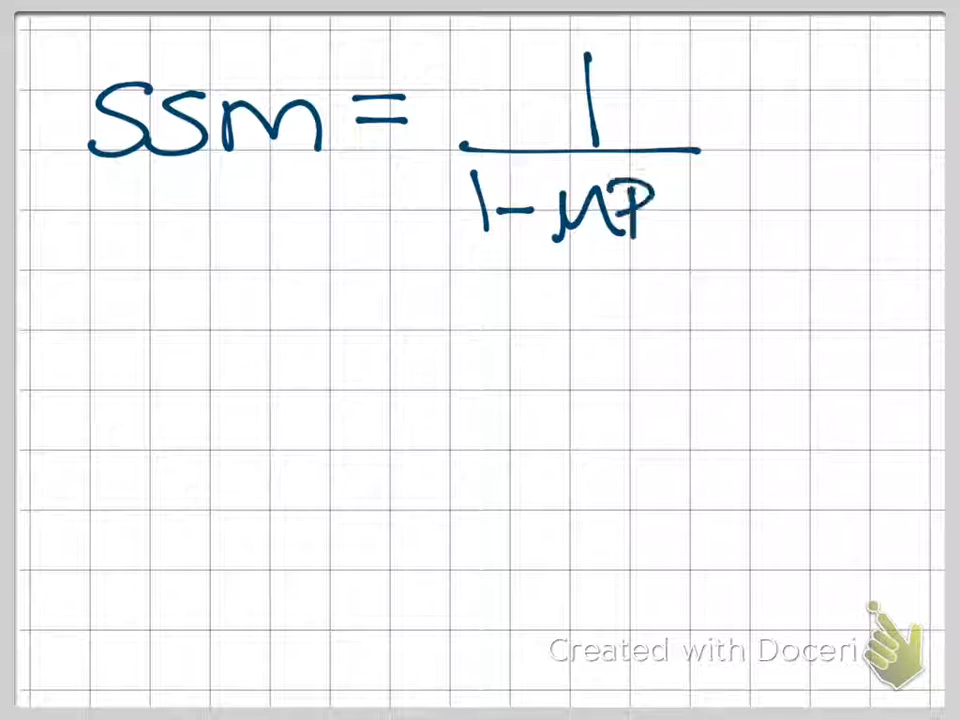 SSM = 1
1 - MP
Created with Doceri